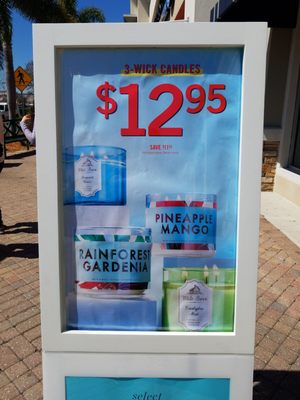 3-WICK CANDLES
$12.95
PINEAPPLE
MANGO
RAINFOREST
GARDENIA
select